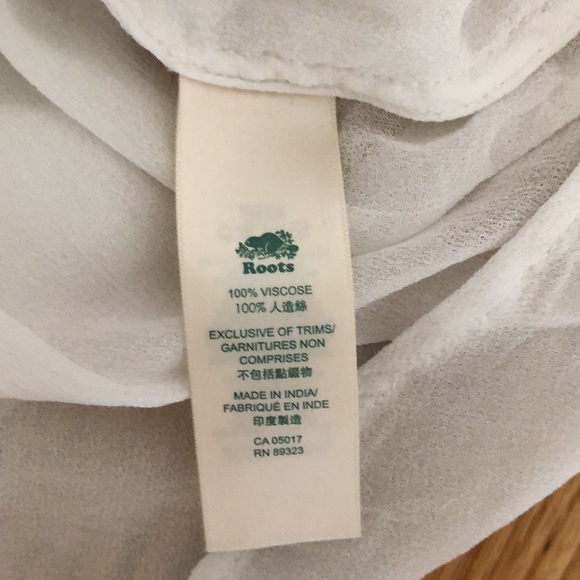 Roots
100% VISCOSE
100% 人造絲
EXCLUSIVE OF TRIMS/
GARNITURES NON
COMPRISES
不包括點綴物
MADE IN INDIA/
FABRIQUÉ EN INDE
印度製造
CA 05017
RN 89323